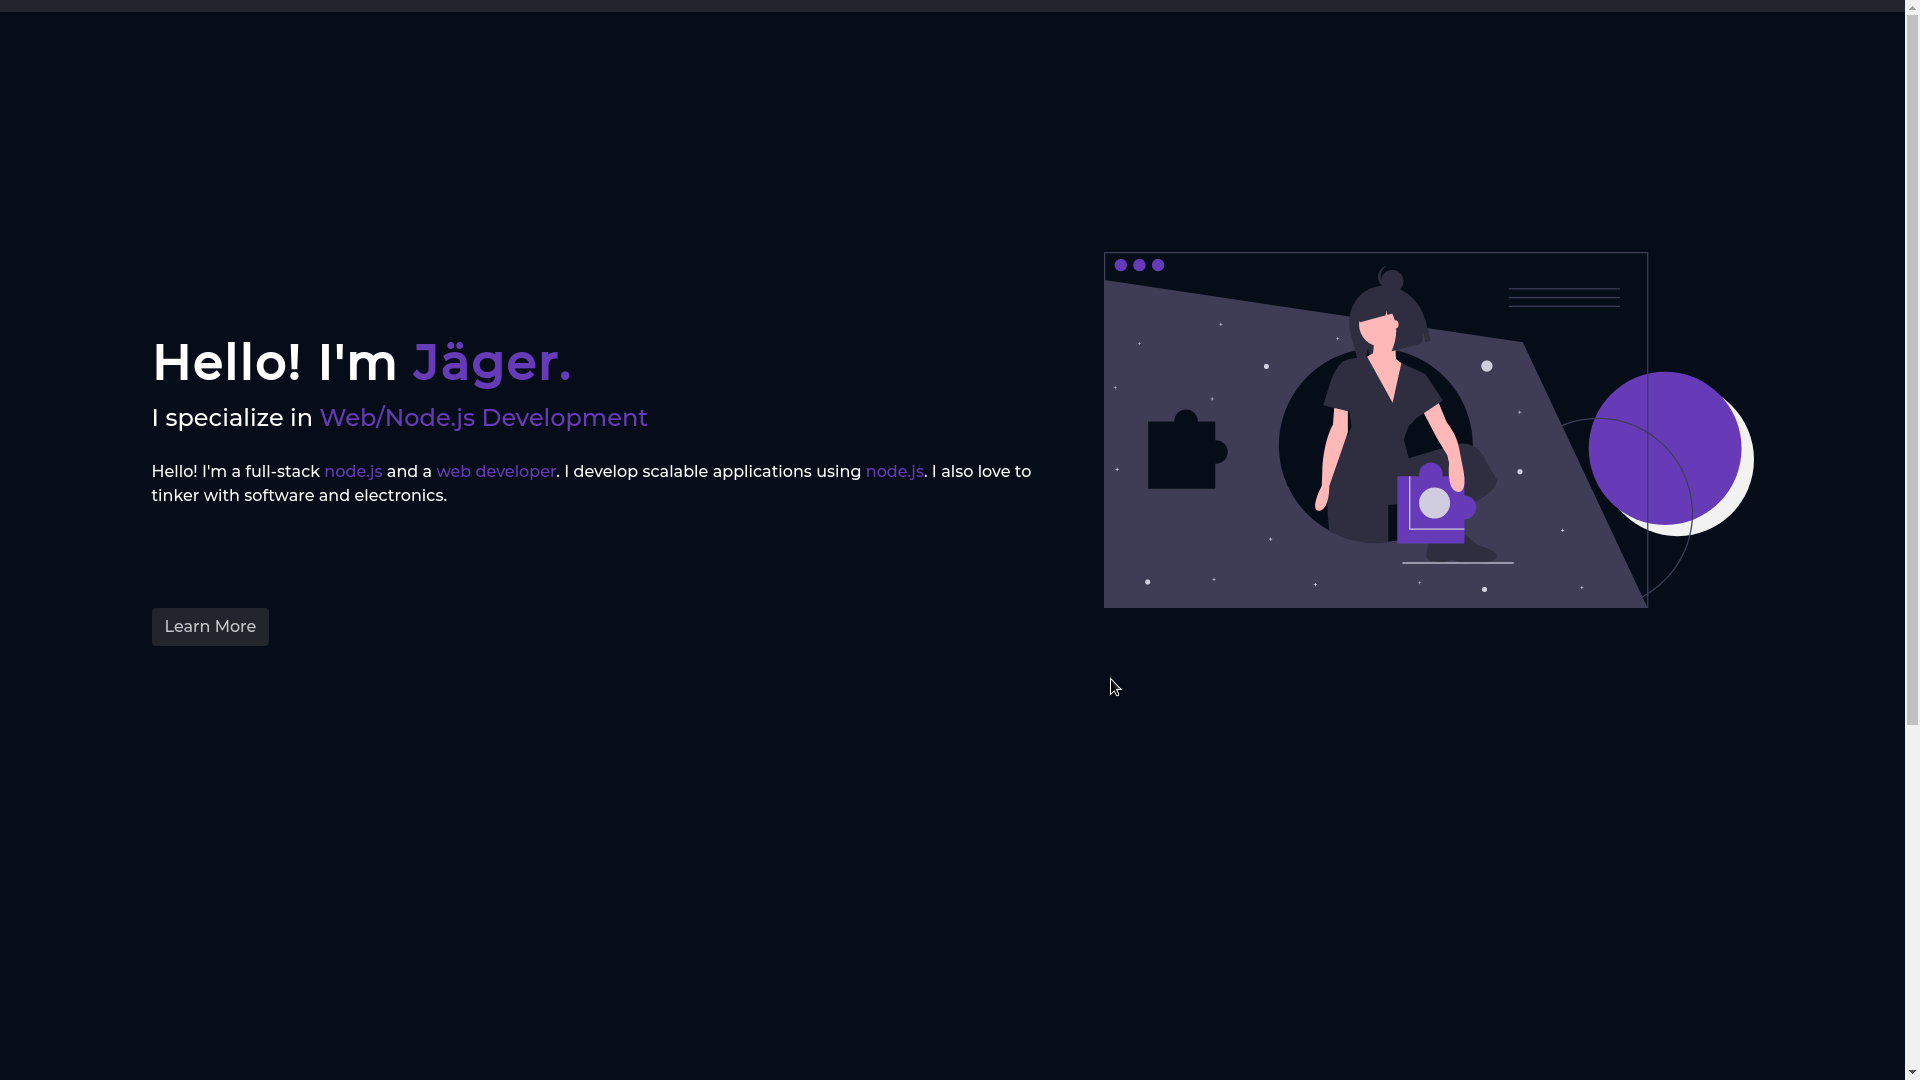 Hello! I'm Jäger.
I specialize in Web/Node.js Development
Hello! I'm a full-stack node.js and a web developer. I develop scalable applications using node.js. I also love to
tinker with software and electronics.
Learn More